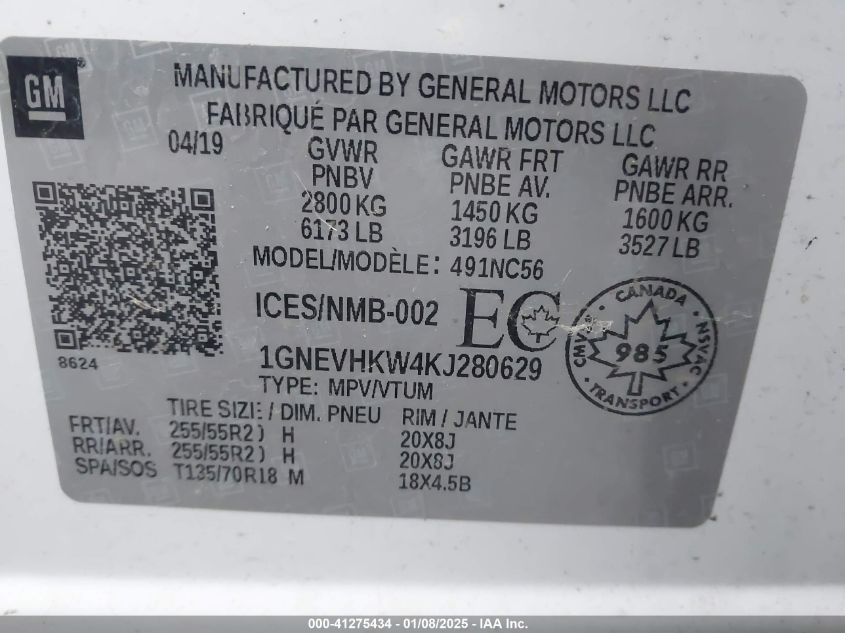 GM
MANUFACTURED BY GENERAL MOTORS LLC
FABRIQUÉ PAR GENERAL MOTORS LLC
04/19
GVWR GAWR FRT GAWR RR
PNBV PNBE AV. PNBE ARR.
2800 KG 1450 KG 1600 KG
6173 LB 3196 LB 3527 LB
MODEL/MODÈLE: 491NC56
ICES/NMB-002 EC
CANADA
CMVSS NSVAC
985
TRANSPORT
8624
1GNEVHKW4KJ280629
TYPE: MPV/VTUM
TIRE SIZE / DIM. PNEU RIM / JANTE
FRT/AV. 255/55R20 H 20X8J
RR/ARR. 255/55R20 H 20X8J
SPA/SOS T135/70R18 M 18X4.5B
000-41275434 - 01/08/2025 - IAA Inc.